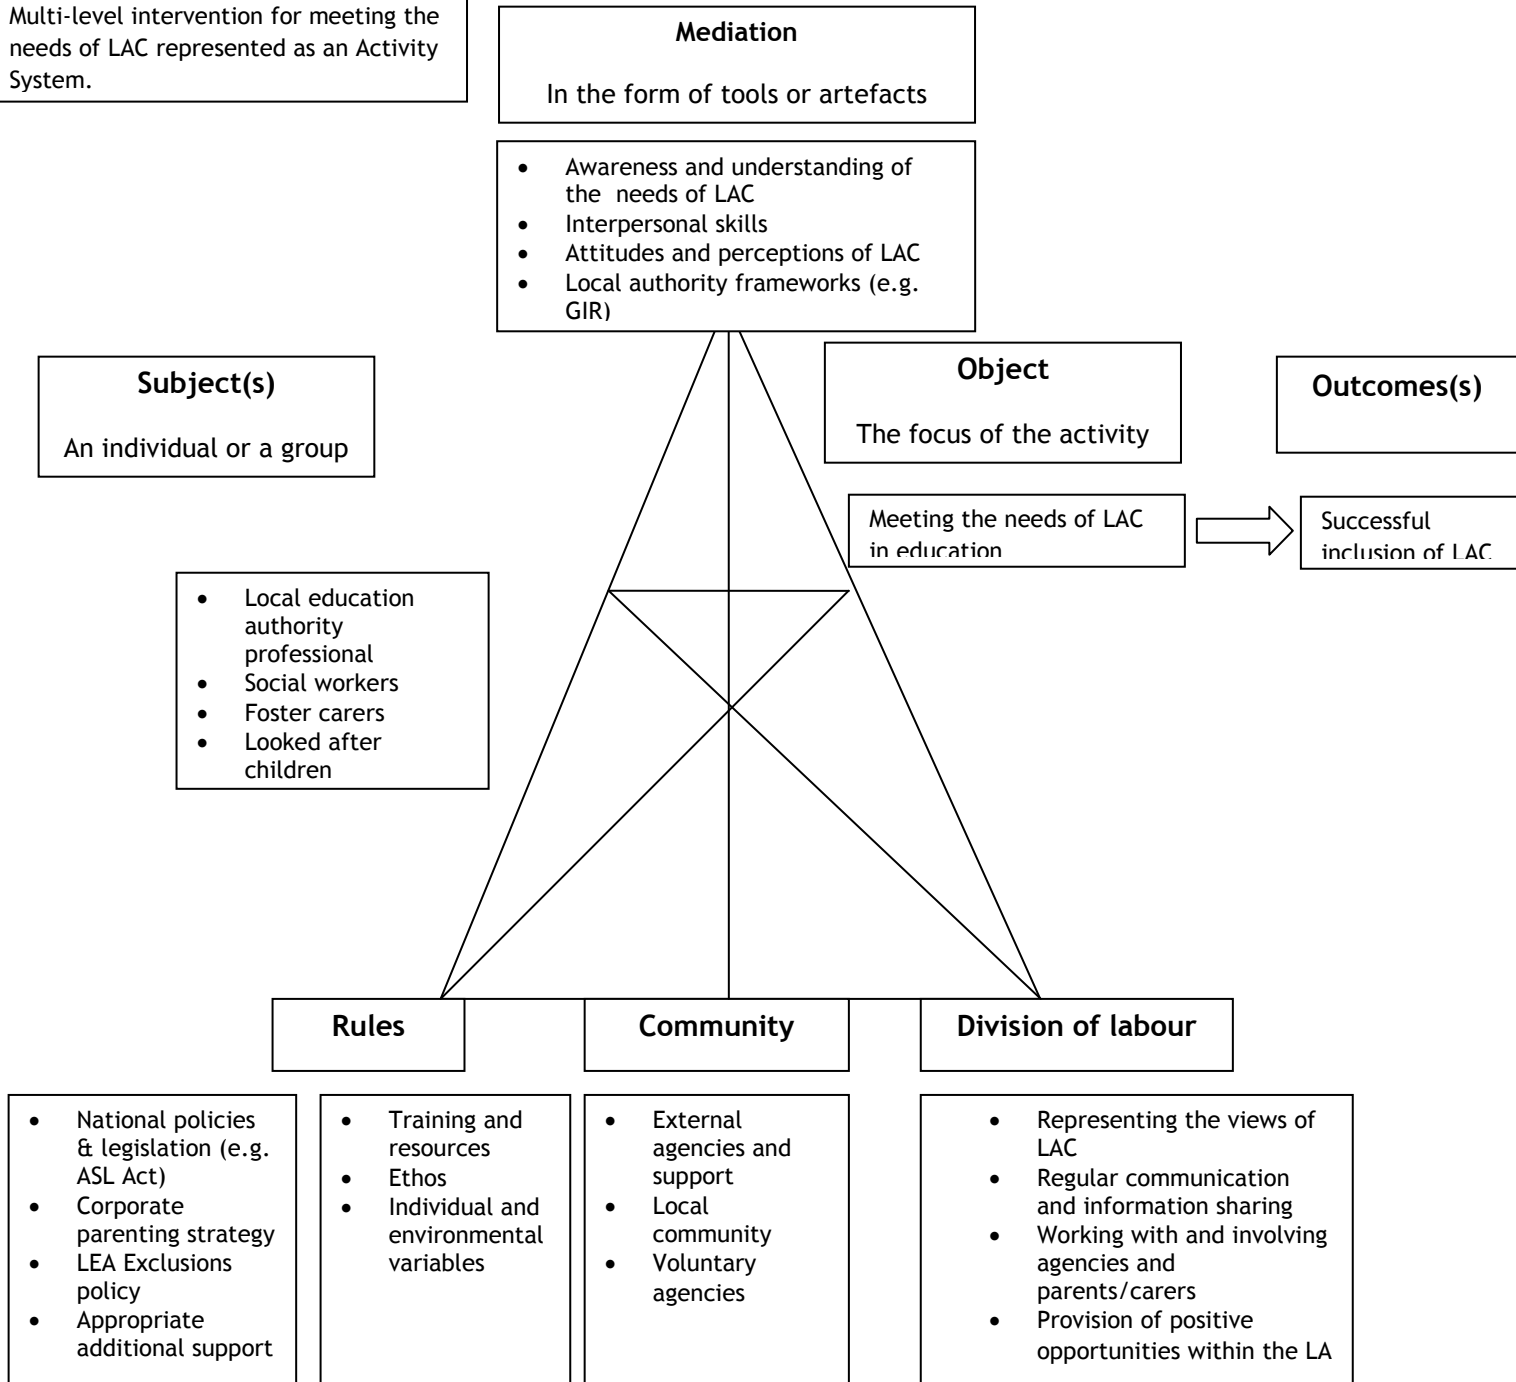 Multi-level intervention for meeting the
needs of LAC represented as an Activity
System.
Mediation
In the form of tools or artefacts
• Awareness and understanding of
the needs of LAC
• Interpersonal skills
• Attitudes and perceptions of LAC
• Local authority frameworks (e.g.
GIR)
Subject(s)
An individual or a group
Object
The focus of the activity
Outcomes(s)
Meeting the needs of LAC
in education
Successful
inclusion of LAC
• Local education
authority
professional
• Social workers
• Foster carers
• Looked after
children
Rules
Community
Division of labour
• National policies
& legislation (e.g.
ASL Act)
• Corporate
parenting strategy
• LEA Exclusions
policy
• Appropriate
additional support
• Training and
resources
• Ethos
• Individual and
environmental
variables
• External
agencies and
support
• Local
community
• Voluntary
agencies
• Representing the views of
LAC
• Regular communication
and information sharing
• Working with and involving
agencies and
parents/carers
• Provision of positive
opportunities within the LA